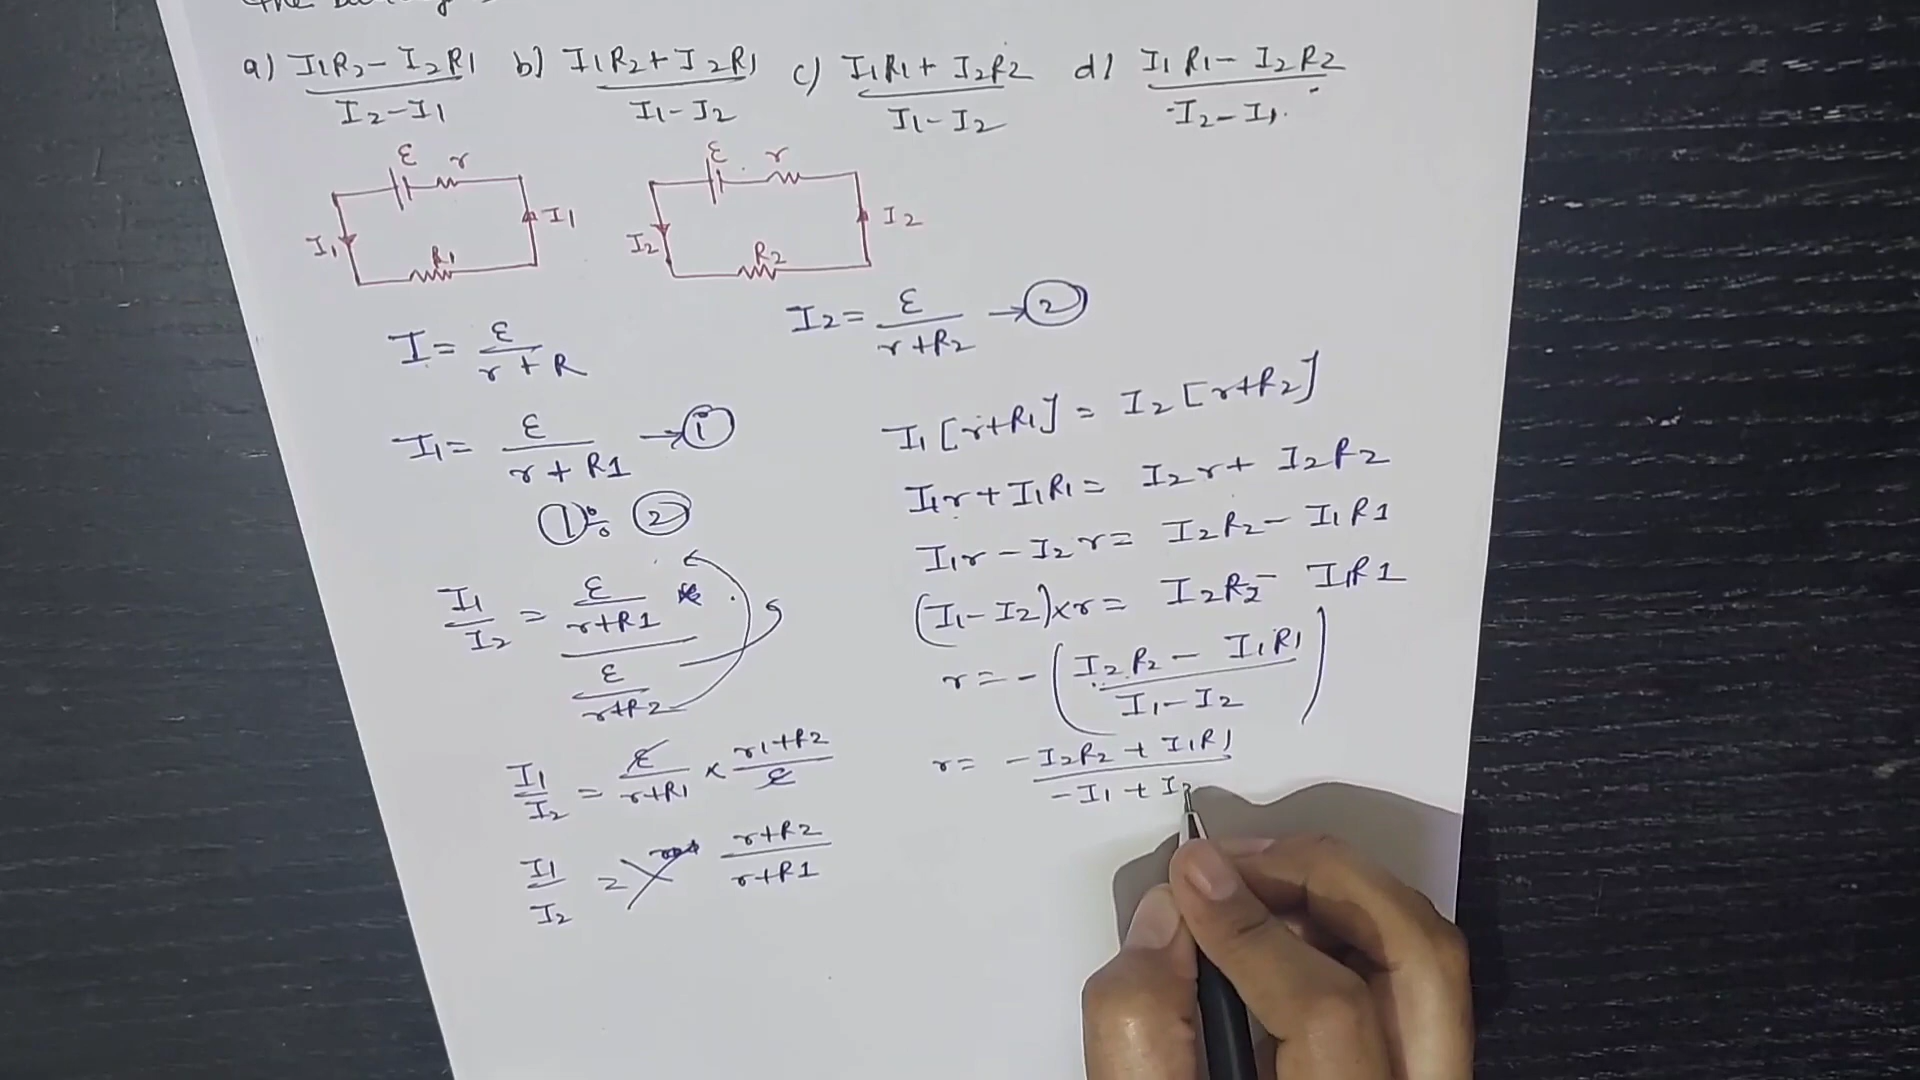 a) I1R2 - I2R1 / I2 - I1 b) I1R2 + I2R1 / I1 - I2 c) I1R1 + I2R2 / I1 - I2 d) I1R1 - I2R2 / I2 - I1
ε r ε r
I1 I1 I2 I2
R1 R2
I = ε / r + R
I2 = ε / r + R2 → 2
I1 = ε / r + R1 → 1
1 ÷ 2
I1 / I2 = ε / r+R1 / ε / r+R2
I1 / I2 = ε / r+R1 × r1+R2 / ε
I1 / I2 = r+R2 / r+R1
I1 [r+R1] = I2 [r+R2]
I1r + I1R1 = I2r + I2R2
I1r - I2r = I2R2 - I1R1
(I1 - I2) × r = I2R2 - I1R1
r = - ( I2R2 - I1R1 / I1 - I2 )
r = - I2R2 + I1R1 / - I1 + I2